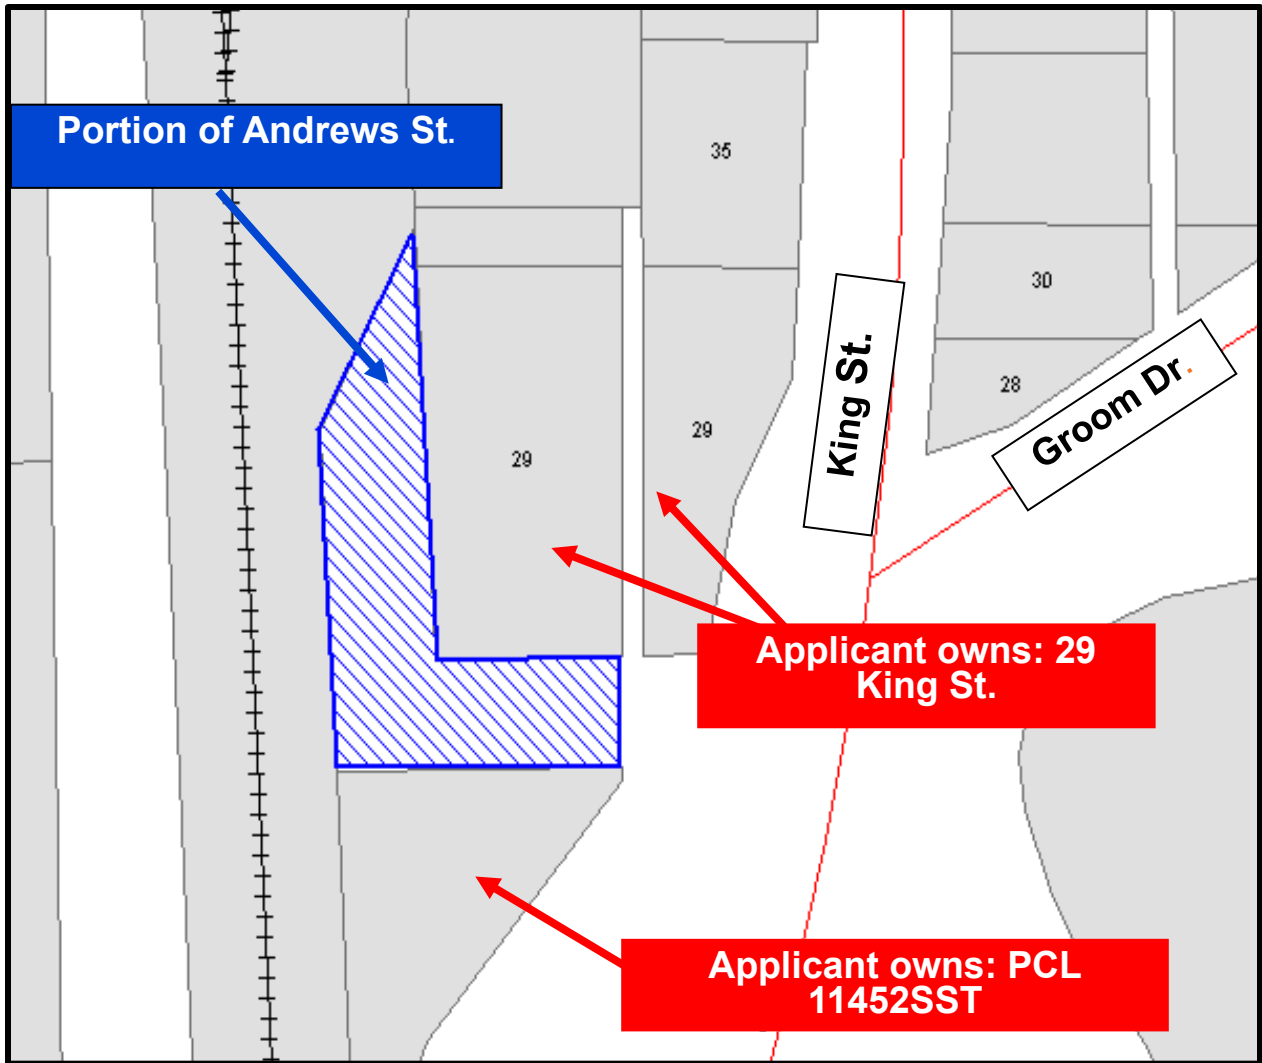 Portion of Andrews St.
35
30
King St.
28
Groom Dr.
29
29
Applicant owns: 29
King St.
Applicant owns: PCL
11452SST